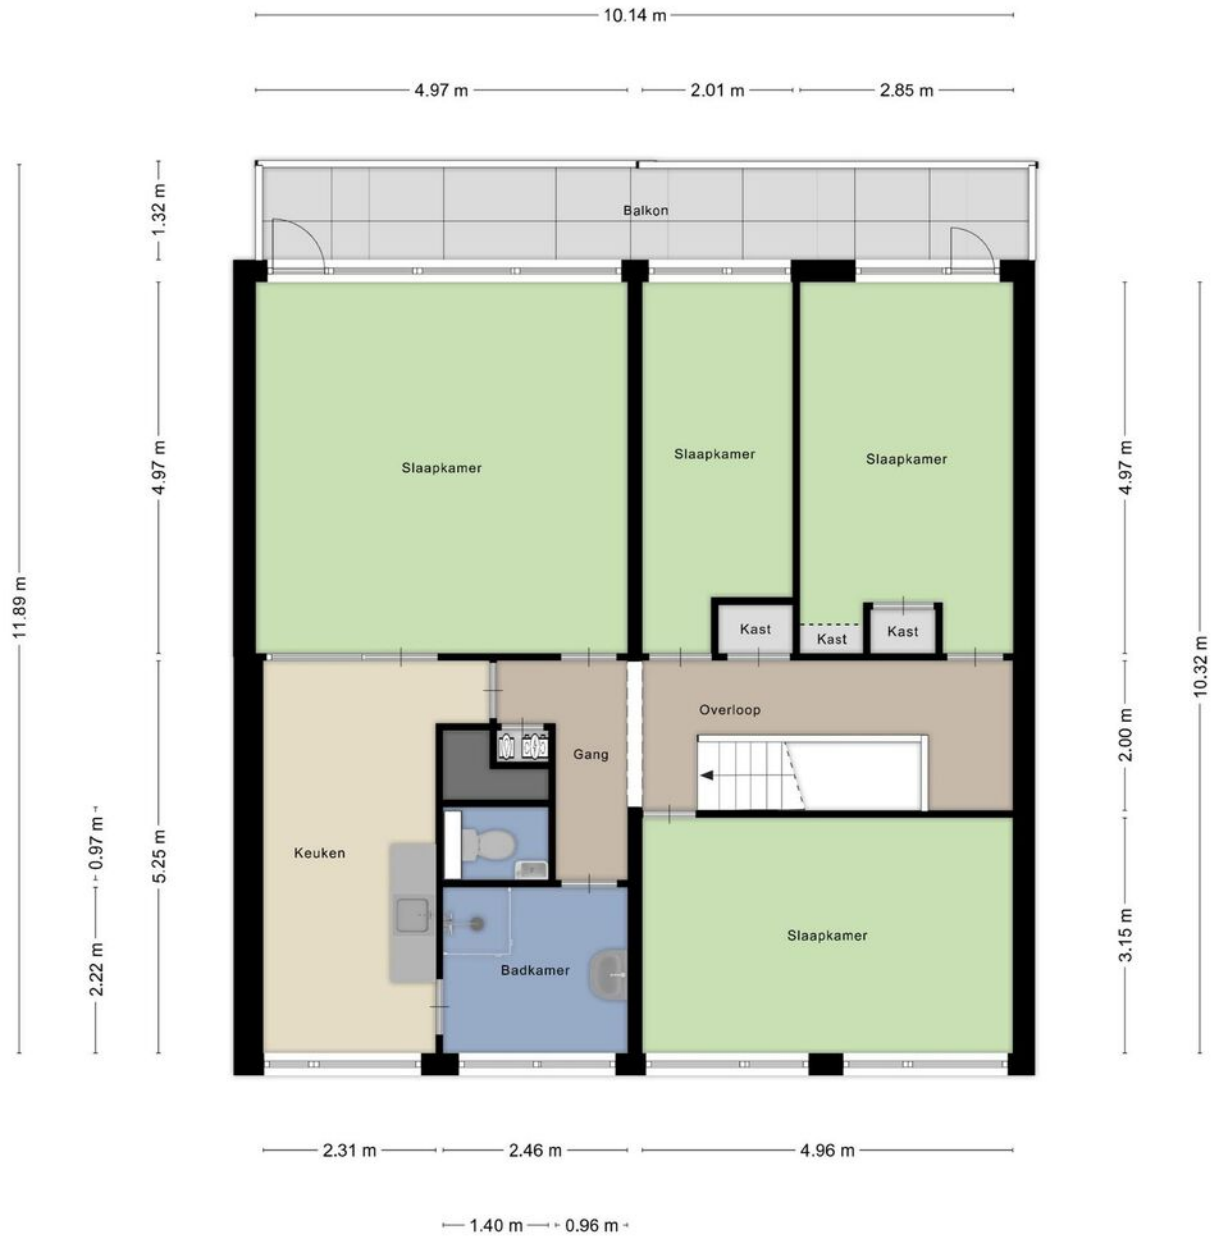 10.14 m
4.97 m
2.01 m
2.85 m
1.32 m
Balkon
4.97 m
Slaapkamer
Slaapkamer
Slaapkamer
4.97 m
11.89 m
10.32 m
Kast
Kast
Kast
Overloop
2.00 m
Gang
0.97 m
5.25 m
Keuken
2.22 m
Badkamer
Slaapkamer
3.15 m
2.31 m
2.46 m
4.96 m
1.40 m
0.96 m